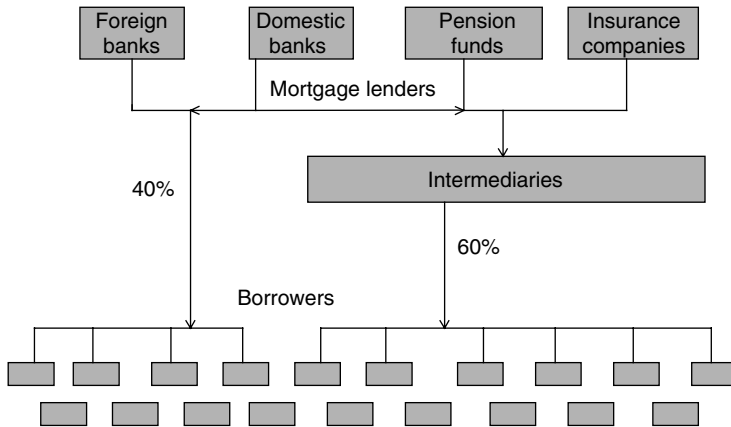 Foreign
banks
Domestic
banks
Pension
funds
Insurance
companies
Mortgage lenders
Intermediaries
40%
60%
Borrowers